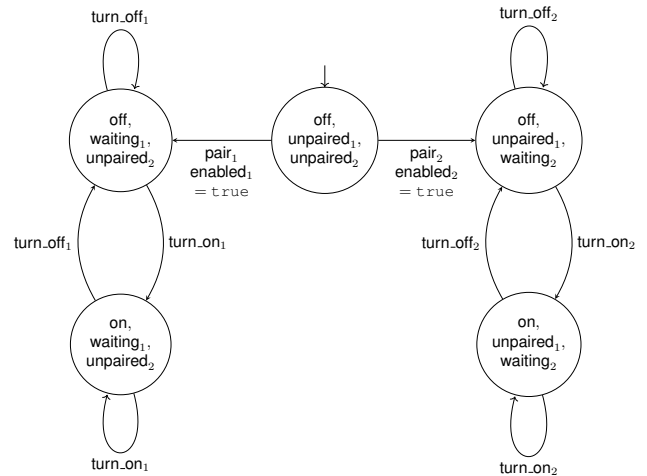 turn_off₁
turn_off₂
off,
waiting₁,
unpaired₂
off,
unpaired₁,
unpaired₂
off,
unpaired₁,
waiting₂
pair₁
enabled₁
= true
pair₂
enabled₂
= true
turn_off₁
turn_on₁
turn_off₂
turn_on₂
on,
waiting₁,
unpaired₂
on,
unpaired₁,
waiting₂
turn_on₁
turn_on₂